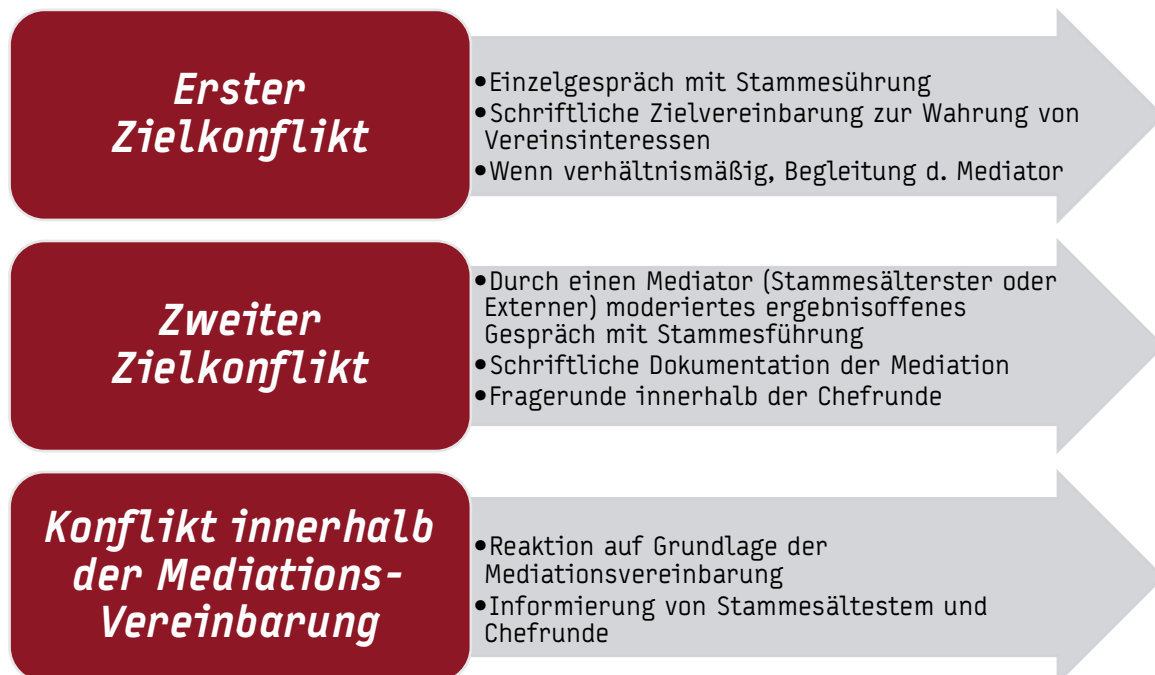 Erster
Zielkonflikt
•Einzelgespräch mit Stammesührung
•Schriftliche Zielvereinbarung zur Wahrung von
Vereinsinteressen
•Wenn verhältnismäßig, Begleitung d. Mediator
Zweiter
Zielkonflikt
•Durch einen Mediator (Stammesälterster oder
Externer) moderiertes ergebnisoffenes
Gespräch mit Stammesführung
•Schriftliche Dokumentation der Mediation
•Fragerunde innerhalb der Chefrunde
Konflikt innerhalb
der Mediations-
Vereinbarung
•Reaktion auf Grundlage der
Mediationsvereinbarung
•Informierung von Stammesältestem und
Chefrunde